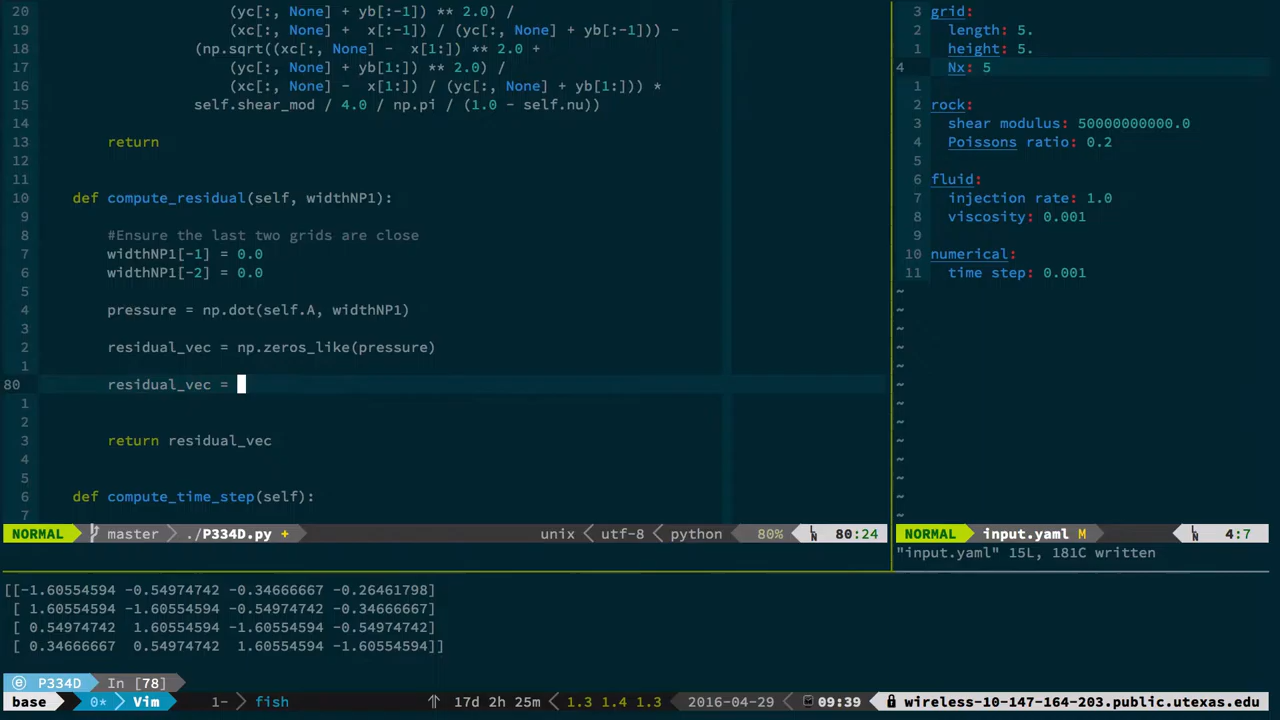 20 (yc[:, None] + yb[:-1]) ** 2.0) /
19 (xc[:, None] + x[:-1] / (yc[:, None] + yb[:-1])) -
18 (np.sqrt((xc[:, None] - x[1:]) ** 2.0 +
17 (yc[:, None] + yb[1:]) ** 2.0) /
16 (xc[:, None] - x[1:]) / (yc[:, None] + yb[1:])) *
15 self.shear_mod / 4.0 / np.pi / (1.0 - self.nu))
14
13 return
12
11
10 def compute_residual(self, widthNP1):
9
8 #Ensure the last two grids are close
7 widthNP1[-1] = 0.0
6 widthNP1[-2] = 0.0
5
4 pressure = np.dot(self.A, widthNP1)
3
2 residual_vec = np.zeros_like(pressure)
1
80 residual_vec =
1
2
3 return residual_vec
4
5
6 def compute_time_step(self):
7
NORMAL master ./P334D.py + unix utf-8 python 80% LN 80:24
3 grid:
2 length: 5.
1 height: 5.
4 Nx: 5
1
2 rock:
3 shear modulus: 50000000000.0
4 Poissons ratio: 0.2
5
6 fluid:
7 injection rate: 1.0
8 viscosity: 0.001
9
10 numerical:
11 time step: 0.001
~
~
~
~
~
~
~
~
~
~
~
~
~
NORMAL input.yaml M LN 4:7
"input.yaml" 15L, 181C written
[[-1.60554594 -0.54974742 -0.34666667 -0.26461798]
[ 1.60554594 -1.60554594 -0.54974742 -0.34666667]
[ 0.54974742 1.60554594 -1.60554594 -0.54974742]
[ 0.34666667 0.54974742 1.60554594 -1.60554594]]
ⓔ P334D In [78]
base 0* Vim 1- fish 17d 2h 25m 1.3 1.4 1.3 2016-04-29 09:39 wireless-10-147-164-203.public.utexas.edu